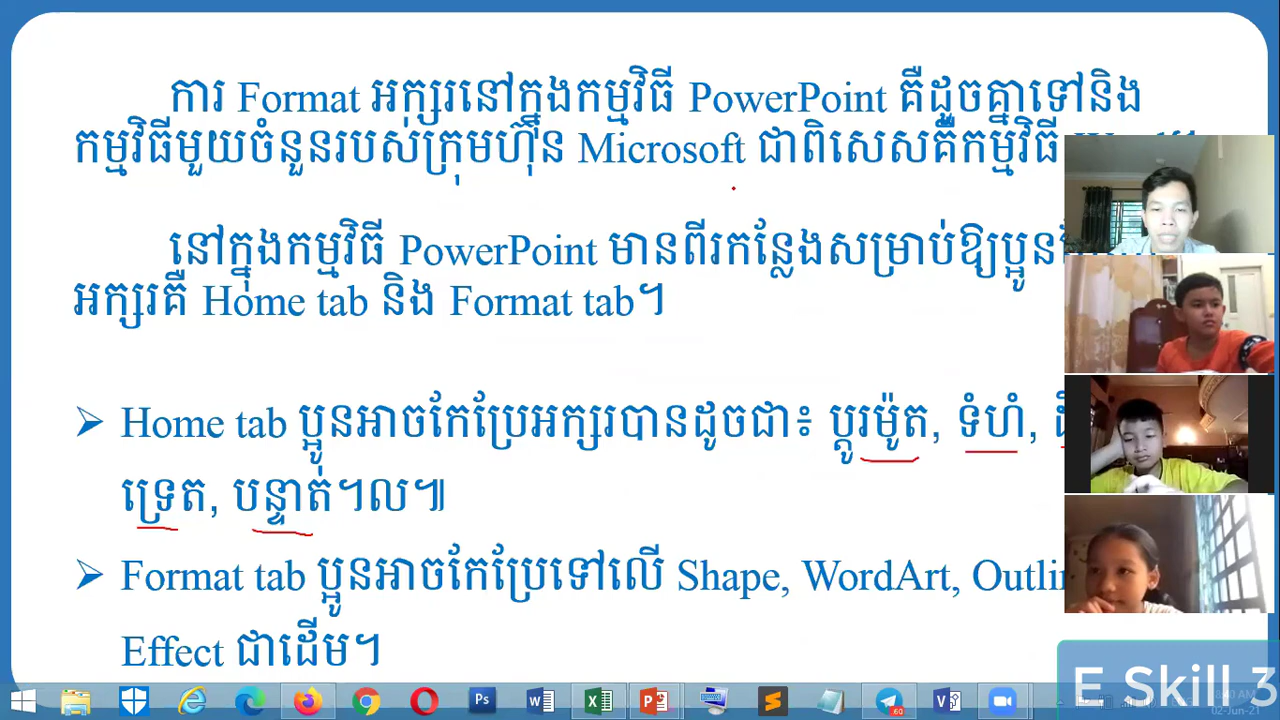 ការ Format អក្សរនៅក្នុងកម្មវិធី PowerPoint គឺដូចគ្នាទៅនិង
កម្មវិធីមួយចំនួនរបស់ក្រុមហ៊ុន Microsoft ជាពិសេសគឺកម្មវិធី
នៅក្នុងកម្មវិធី PowerPoint មានពីរកន្លែងសម្រាប់ឱ្យប្អូន
អក្សរគឺ Home tab និង Format tab។
➢ Home tab ប្អូនអាចកែប្រែអក្សរបានដូចជា៖ ប្តូរម៉ូត, ទំហំ,
ទ្រេត, បន្ទាត់។ល៕
➢ Format tab ប្អូនអាចកែប្រែទៅលើ Shape, WordArt,
Effect ជាដើម។
E Skill 3
02-Jun-21